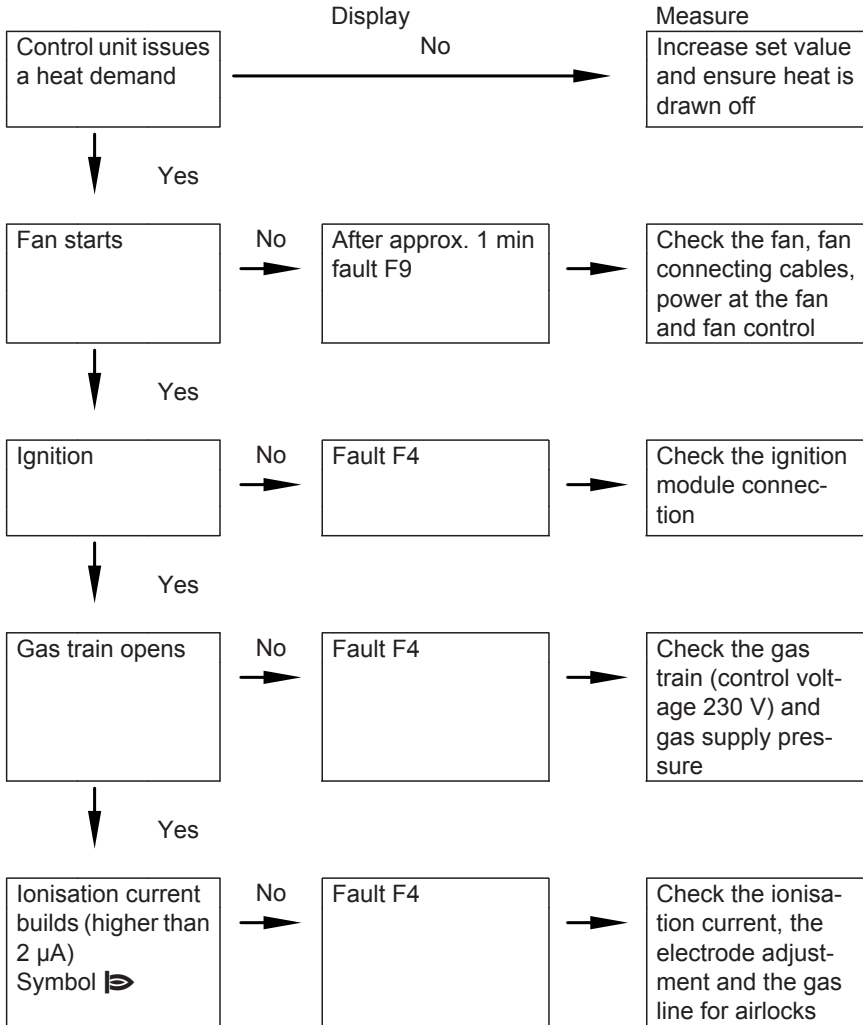 Display
Measure
Control unit issues
a heat demand
No
Increase set value
and ensure heat is
drawn off
Yes
Fan starts
No
After approx. 1 min
fault F9
Check the fan, fan
connecting cables,
power at the fan
and fan control
Yes
Ignition
No
Fault F4
Check the ignition
module connec-
tion
Yes
Gas train opens
No
Fault F4
Check the gas
train (control volt-
age 230 V) and
gas supply pres-
sure
Yes
Ionisation current
builds (higher than
2 µA)
Symbol
No
Fault F4
Check the ionisa-
tion current, the
electrode adjust-
ment and the gas
line for airlocks